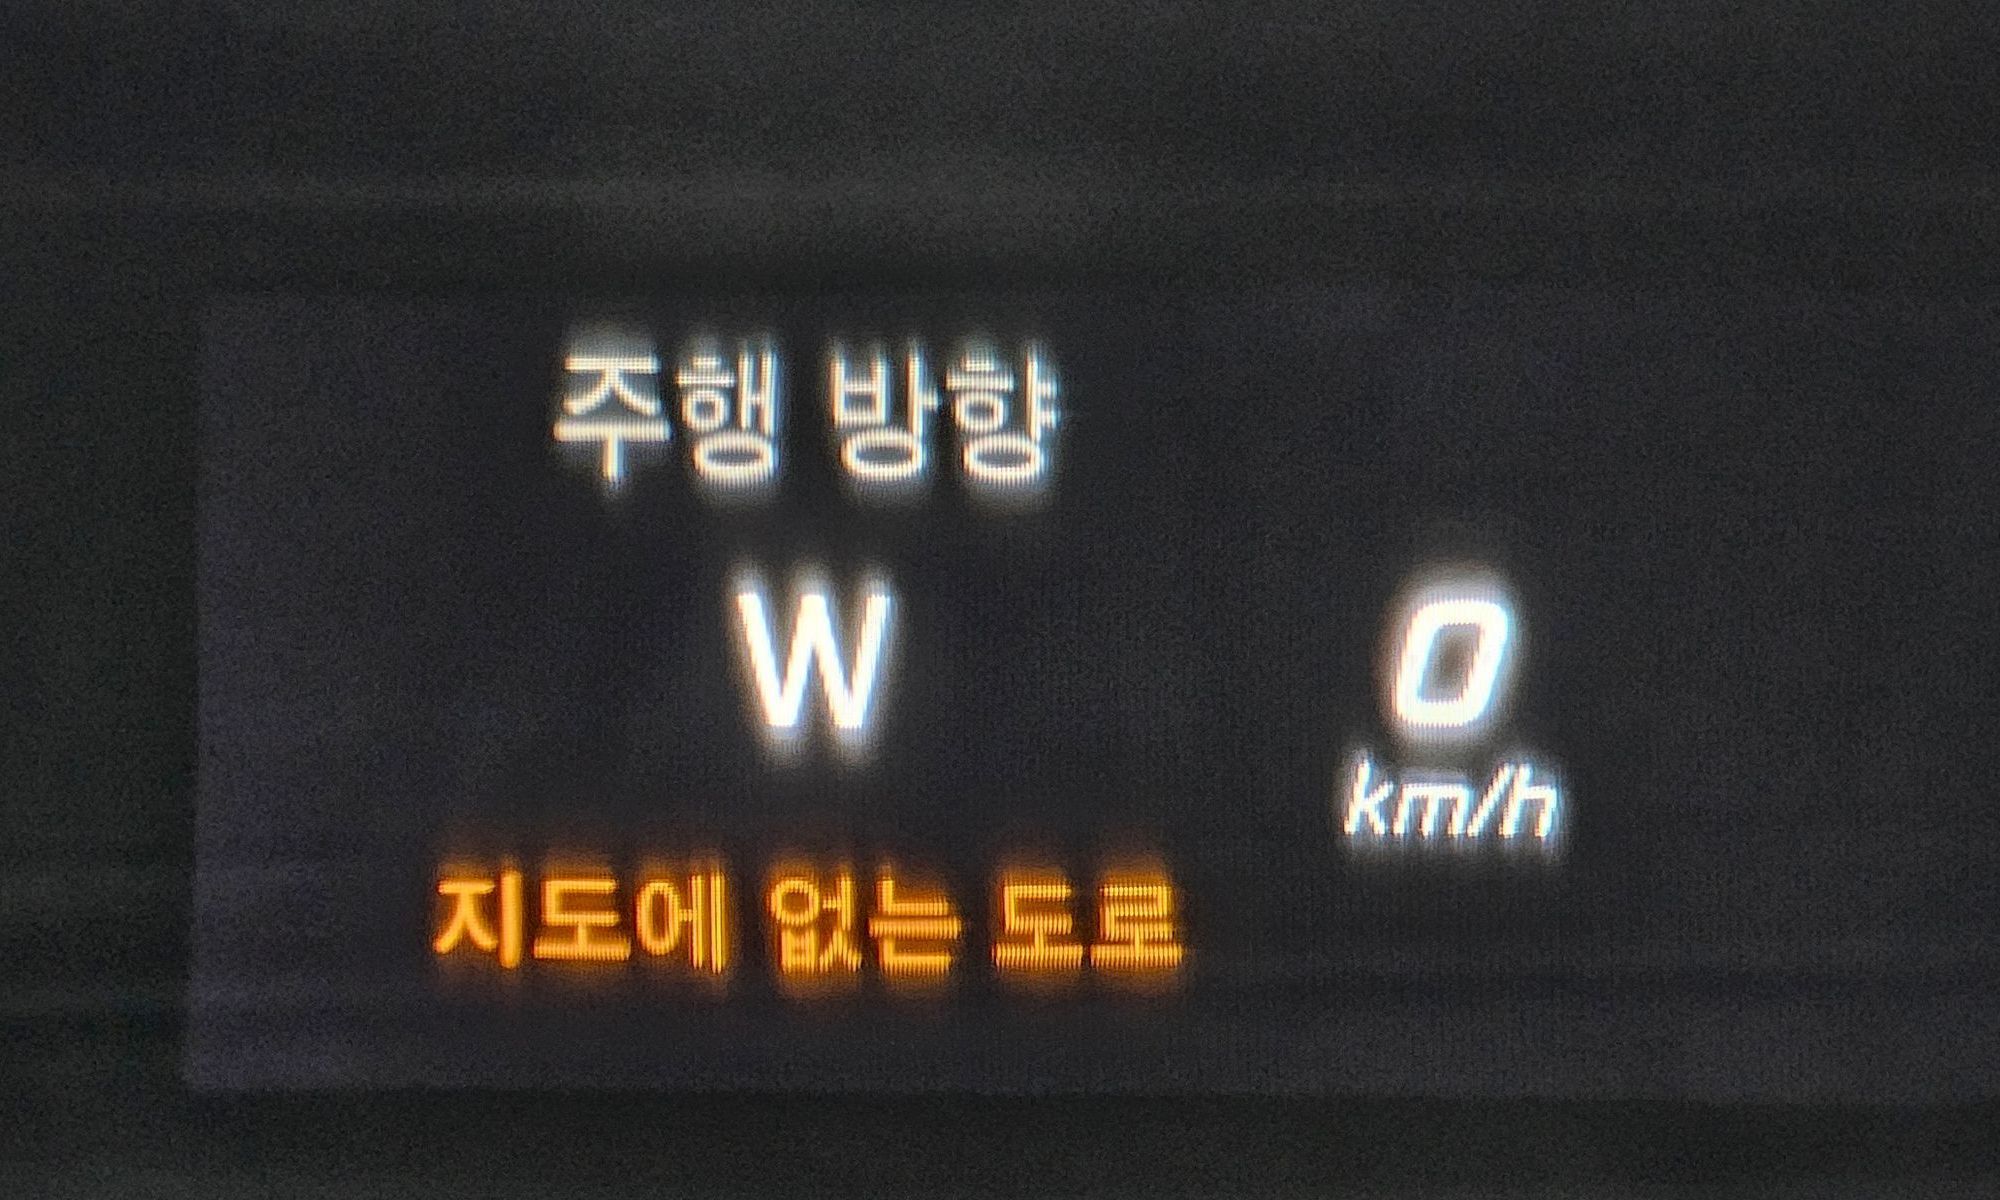 주행 방향
W
0
km/h
지도에 없는 도로